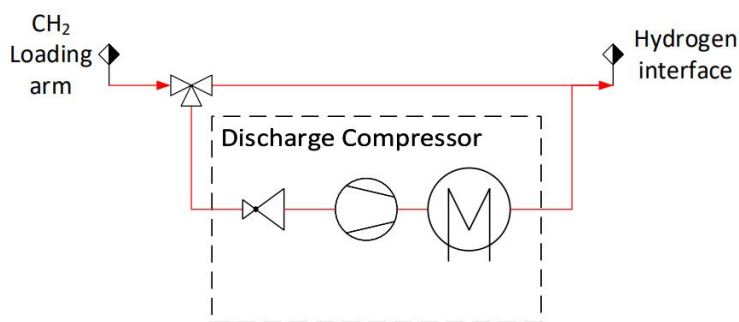 CH₂
Loading
arm
Hydrogen
interface
Discharge Compressor